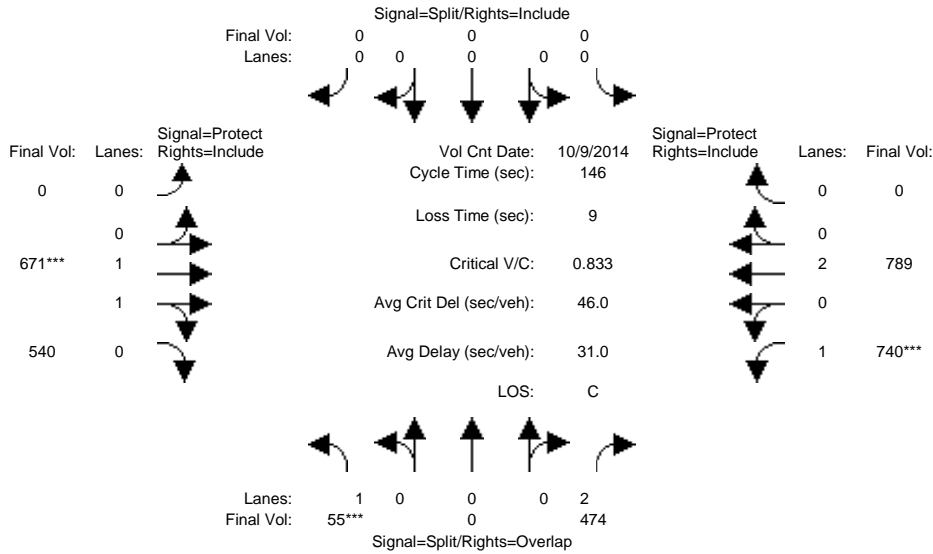 Signal=Split/Rights=Include
Final Vol: 0 0 0
Lanes: 0 0 0 0 0
Signal=Protect Signal=Protect
Final Vol: Lanes: Rights=Include Vol Cnt Date: 10/9/2014 Rights=Include Lanes: Final Vol:
Cycle Time (sec): 146
0 0 0 0
Loss Time (sec): 9
0 0
671*** 1 Critical V/C: 0.833 2 789
1 Avg Crit Del (sec/veh): 46.0 0
540 0 Avg Delay (sec/veh): 31.0 1 740***
LOS: C
Lanes: 1 0 0 0 2
Final Vol: 55*** 0 474
Signal=Split/Rights=Overlap